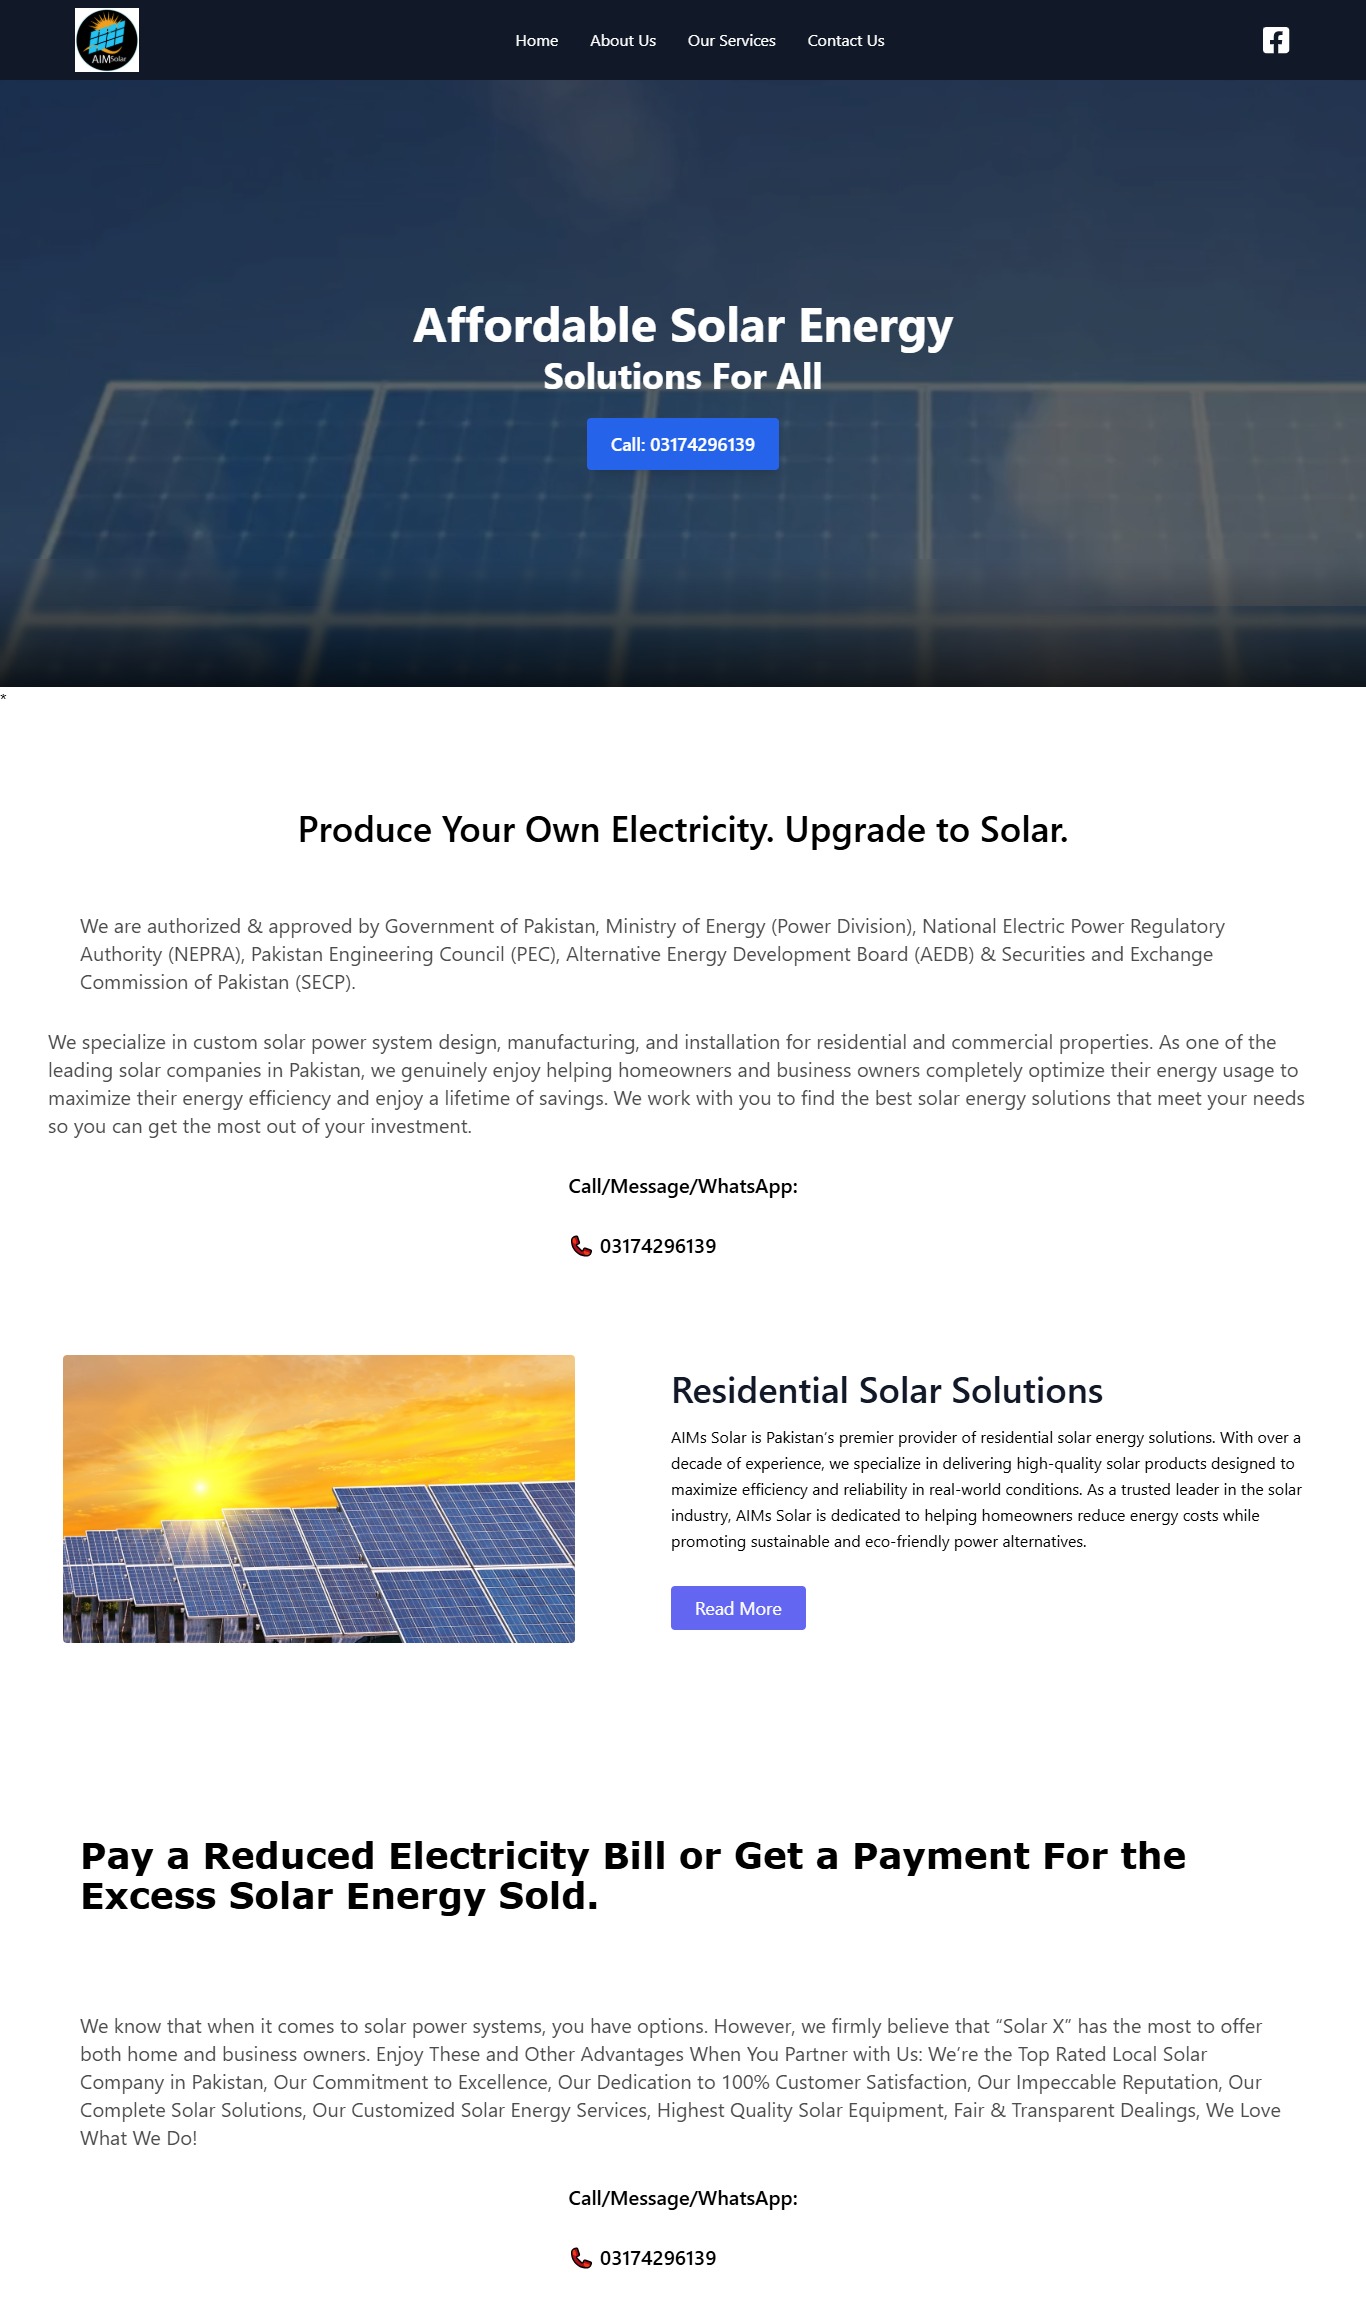 AIMSolar
Home
About Us
Our Services
Contact Us
Affordable Solar Energy
Solutions For All
Call: 03174296139
*
Produce Your Own Electricity. Upgrade to Solar.
We are authorized & approved by Government of Pakistan, Ministry of Energy (Power Division), National Electric Power Regulatory
Authority (NEPRA), Pakistan Engineering Council (PEC), Alternative Energy Development Board (AEDB) & Securities and Exchange
Commission of Pakistan (SECP).
We specialize in custom solar power system design, manufacturing, and installation for residential and commercial properties. As one of the
leading solar companies in Pakistan, we genuinely enjoy helping homeowners and business owners completely optimize their energy usage to
maximize their energy efficiency and enjoy a lifetime of savings. We work with you to find the best solar energy solutions that meet your needs
so you can get the most out of your investment.
Call/Message/WhatsApp:
03174296139
Residential Solar Solutions
AIMs Solar is Pakistan's premier provider of residential solar energy solutions. With over a
decade of experience, we specialize in delivering high-quality solar products designed to
maximize efficiency and reliability in real-world conditions. As a trusted leader in the solar
industry, AIMs Solar is dedicated to helping homeowners reduce energy costs while
promoting sustainable and eco-friendly power alternatives.
Read More
Pay a Reduced Electricity Bill or Get a Payment For the
Excess Solar Energy Sold.
We know that when it comes to solar power systems, you have options. However, we firmly believe that “Solar X” has the most to offer
both home and business owners. Enjoy These and Other Advantages When You Partner with Us: We’re the Top Rated Local Solar
Company in Pakistan, Our Commitment to Excellence, Our Dedication to 100% Customer Satisfaction, Our Impeccable Reputation, Our
Complete Solar Solutions, Our Customized Solar Energy Services, Highest Quality Solar Equipment, Fair & Transparent Dealings, We Love
What We Do!
Call/Message/WhatsApp:
03174296139